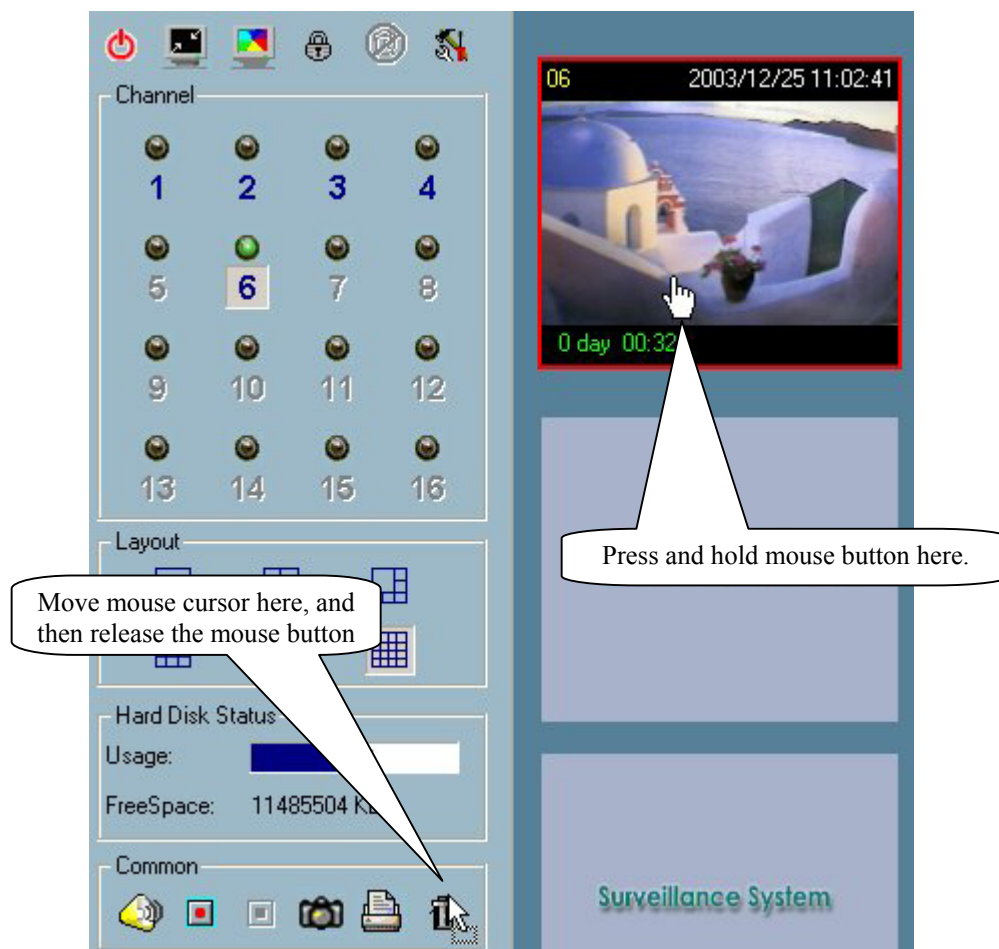 Channel
1 2 3 4
5 6 7 8
9 10 11 12
13 14 15 16
Layout
Move mouse cursor here, and
then release the mouse button
Hard Disk Status
Usage:
FreeSpace: 11485504
Common
06 2003/12/25 11:02:41
0 day 00:32
Press and hold mouse button here.
Surveillance System